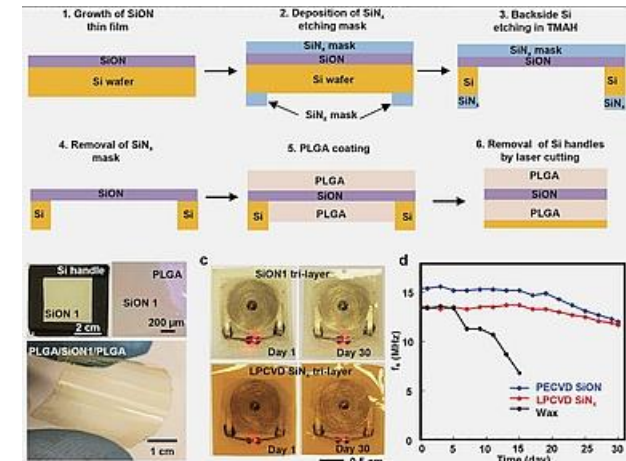 1. Growth of SiON
thin film
SiON
Si wafer
2. Deposition of SiNx
etching mask
SiNx mask
SiON
Si wafer
SiNx mask
3. Backside Si
etching in TMAH
SiNx mask
SiON
Si
Si
SiNx
SiNx
4. Removal of SiNx
mask
SiON
Si
Si
5. PLGA coating
PLGA
SiON
Si
PLGA
Si
6. Removal of Si handles
by laser cutting
PLGA
SiON
PLGA
Si handle
SiON 1
2 cm
PLGA
SiON 1
200 µm
PLGA/SiON1/PLGA
1 cm
c
SiON1 tri-layer
Day 1
Day 30
LPCVD SiNx tri-layer
Day 1
Day 30
0.5 cm
d
15
10
5
0
fs (MHz)
PECVD SiON
LPCVD SiNx
Wax
0 5 10 15 20 25 30
Time (day)